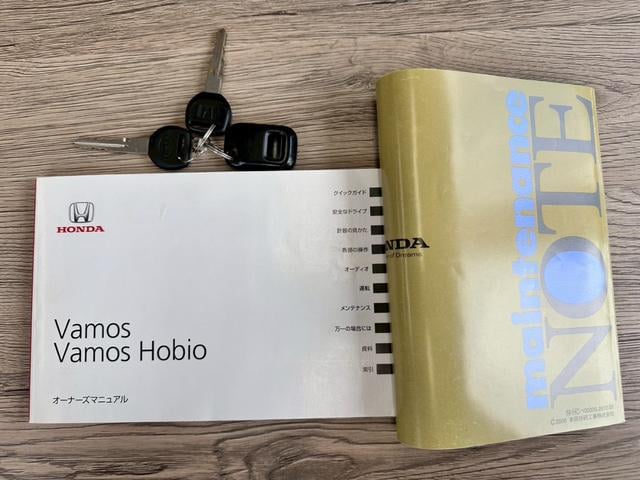 HONDA
Vamos
Vamos Hobio
オーナーズマニュアル
クイックガイド
安全なドライブ
計器の見かた
各部の操作
オーディオ
運転
メンテナンス
万一の場合には
資料
索引
NDA
of Dreams
maintenance
NOTE